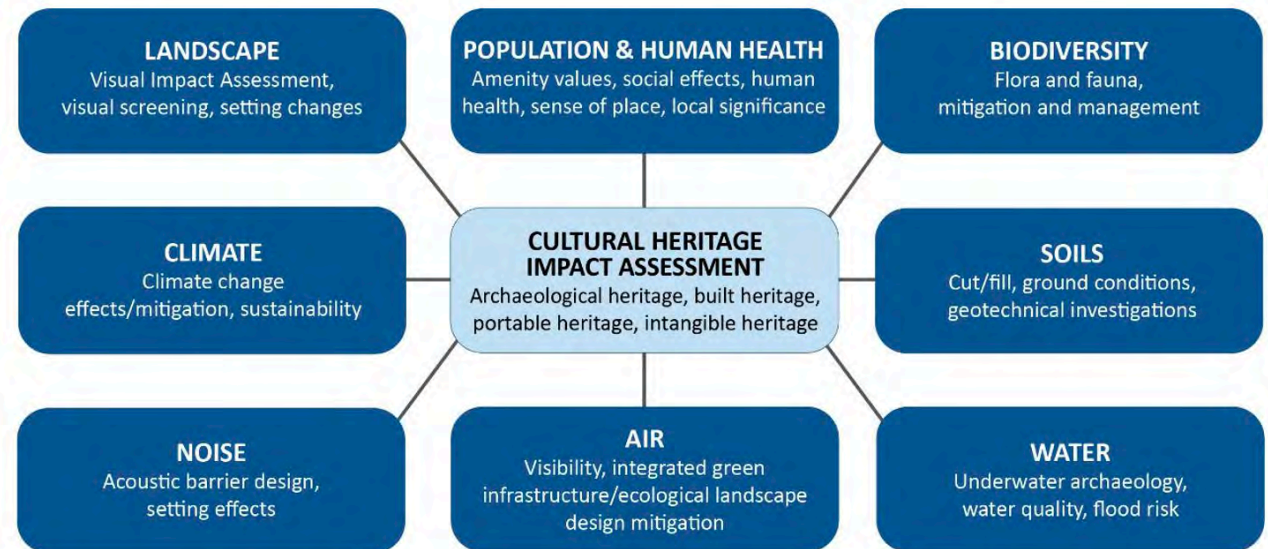 LANDSCAPE
Visual Impact Assessment,
visual screening, setting changes
POPULATION & HUMAN HEALTH
Amenity values, social effects, human
health, sense of place, local significance
BIODIVERSITY
Flora and fauna,
mitigation and management
CLIMATE
Climate change
effects/mitigation, sustainability
CULTURAL HERITAGE
IMPACT ASSESSMENT
Archaeological heritage, built heritage,
portable heritage, intangible heritage
SOILS
Cut/fill, ground conditions,
geotechnical investigations
NOISE
Acoustic barrier design,
setting effects
AIR
Visibility, integrated green
infrastructure/ecological landscape
design mitigation
WATER
Underwater archaeology,
water quality, flood risk